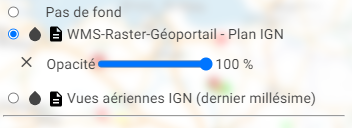 Pas de fond
WMS-Raster-Géoportail - Plan IGN
Opacité 100 %
Vues aériennes IGN (dernier millésime)